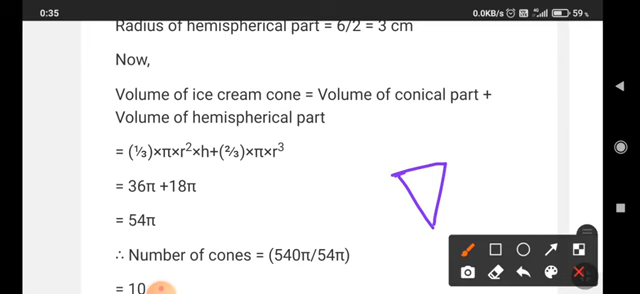 0:35 0.0KB/s 4G 59%
Radius of hemispherical part = 6/2 = 3 cm
Now,
Volume of ice cream cone = Volume of conical part +
Volume of hemispherical part
= (⅓)×π×r²×h+(⅔)×π×r³
= 36π +18π
= 54π
∴ Number of cones = (540π/54π)
= 10